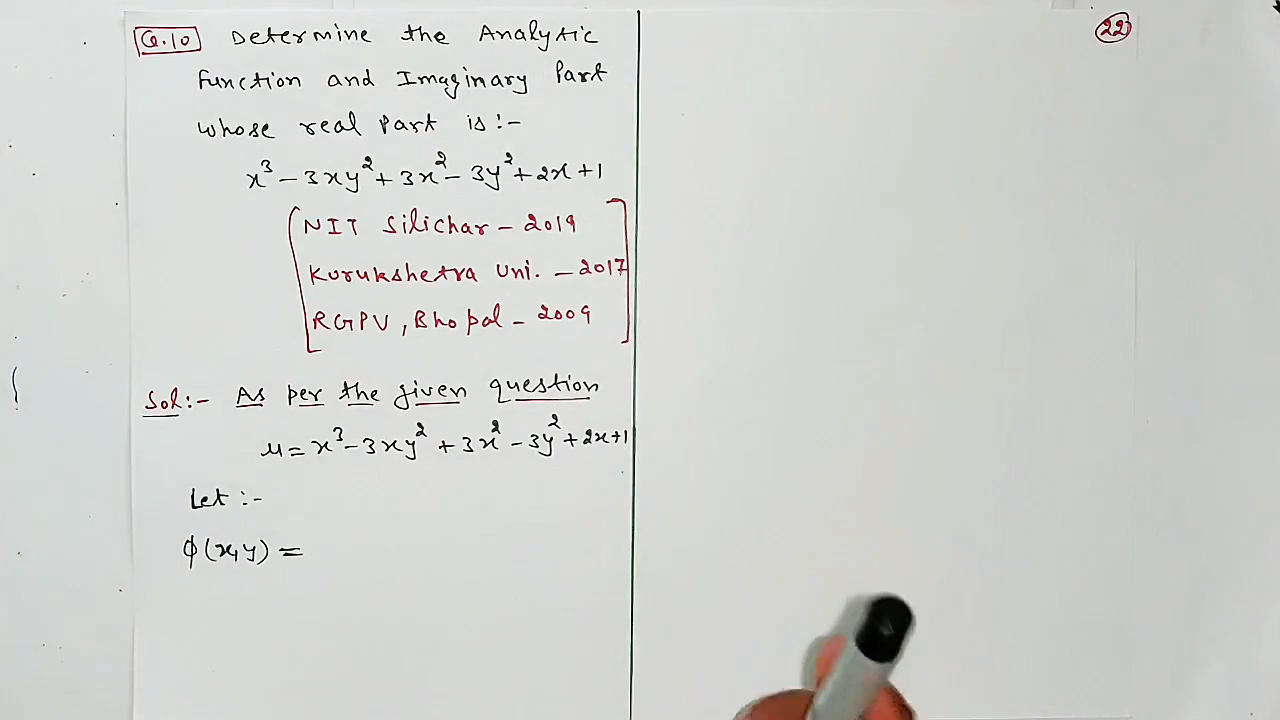 Q.10 Determine the Analytic
function and Imaginary Part
whose real part is :-
x³ - 3xy² + 3x² - 3y² + 2x + 1
[NIT Silichar - 2019
Kurukshetra Uni. - 2017
RGPV, Bhopal - 2009]
Sol:- As per the given question
u = x³ - 3xy² + 3x² - 3y² + 2x + 1
Let :-
ϕ(x,y) =
22